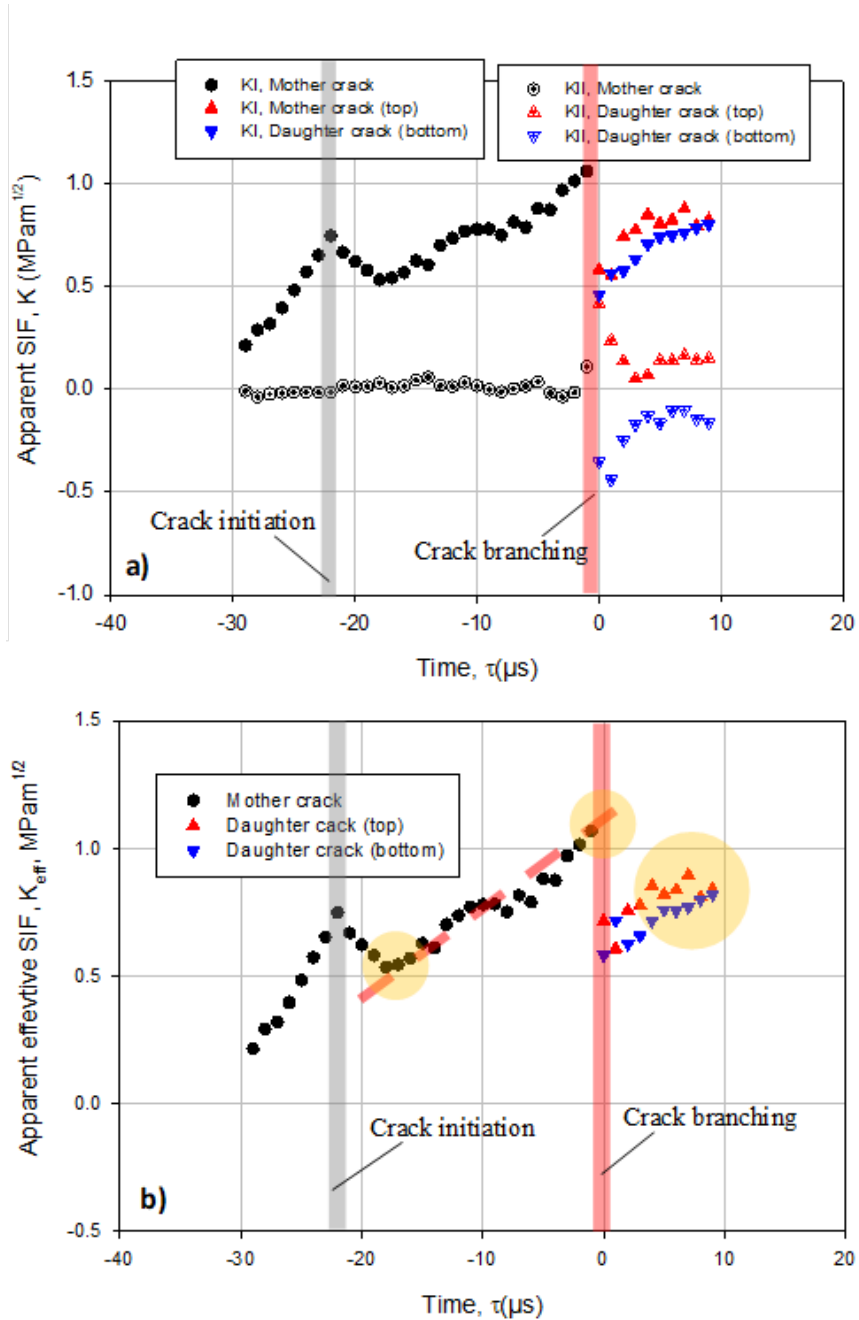 KI, Mother crack
KI, Mother crack (top)
KI, Daughter crack (bottom)
KII, Mother crack
KII, Daughter crack (top)
KII, Daughter crack (bottom)
1.5
1.0
0.5
0.0
-0.5
-1.0
Apparent SIF, K (MPam1/2)
Crack initiation
Crack branching
a)
-40
-30
-20
-10
0
10
20
Time, τ(µs)
1.5
1.0
0.5
0.0
-0.5
Apparent effevtive SIF, Keff, MPam1/2
Mother crack
Daughter cack (top)
Daughter crack (bottom)
Crack initiation
Crack branching
b)
-40
-30
-20
-10
0
10
20
Time, τ(µs)